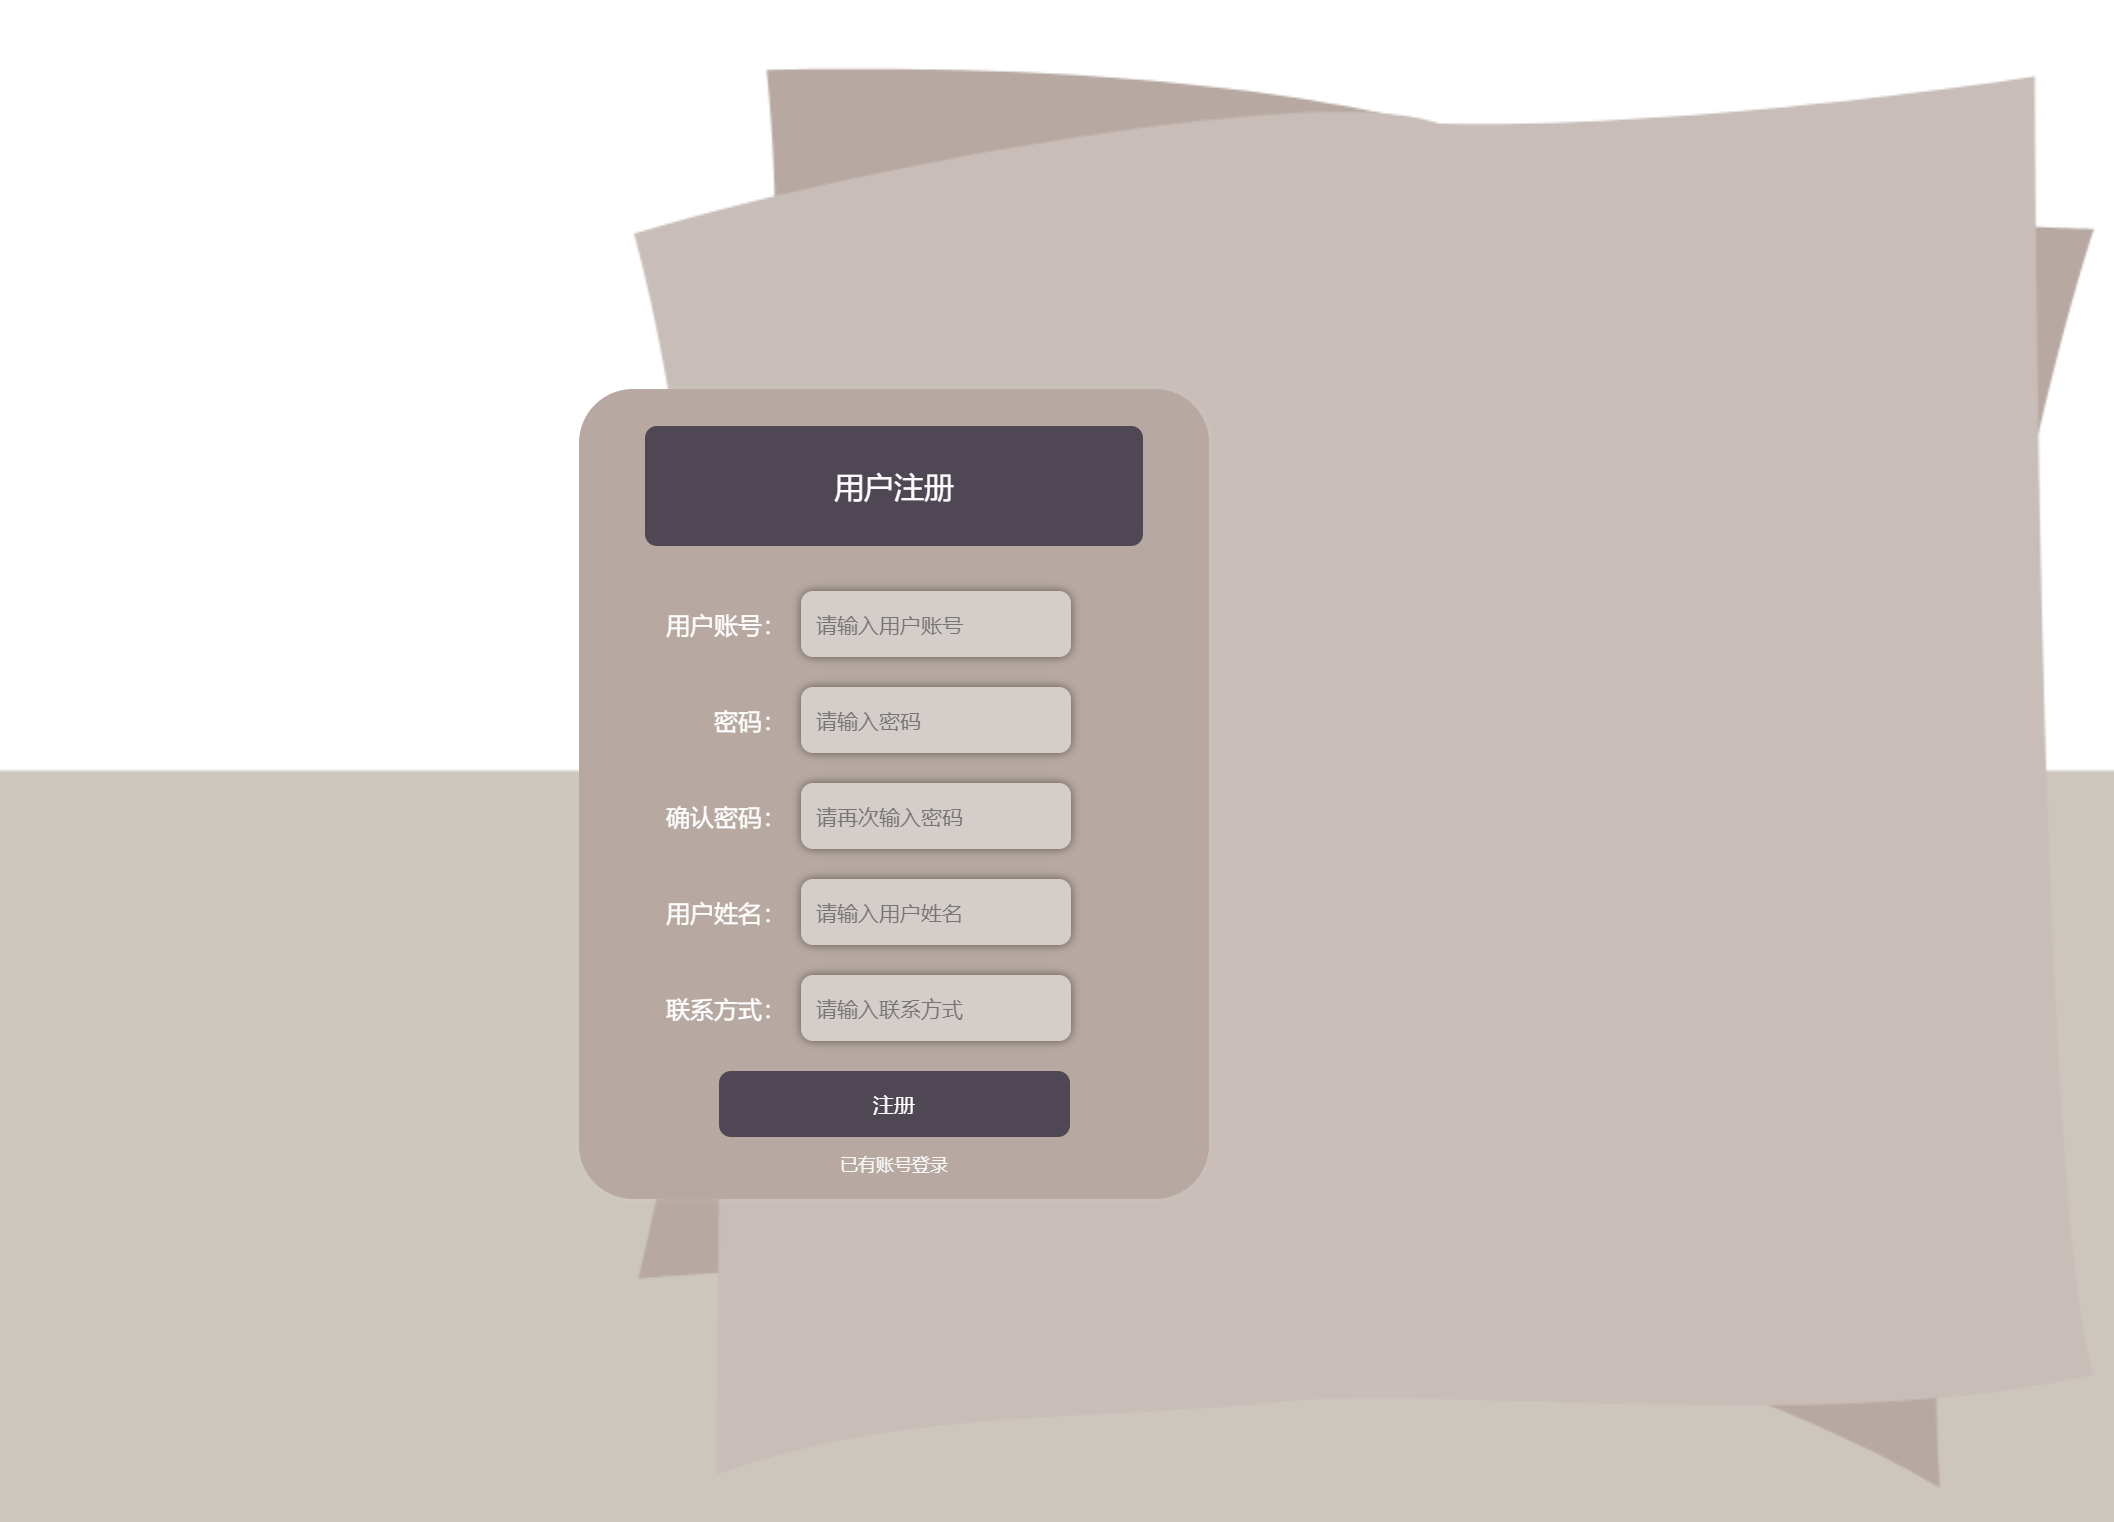 用户注册
用户账号： 请输入用户账号
密码： 请输入密码
确认密码： 请再次输入密码
用户姓名： 请输入用户姓名
联系方式： 请输入联系方式
注册
已有账号登录